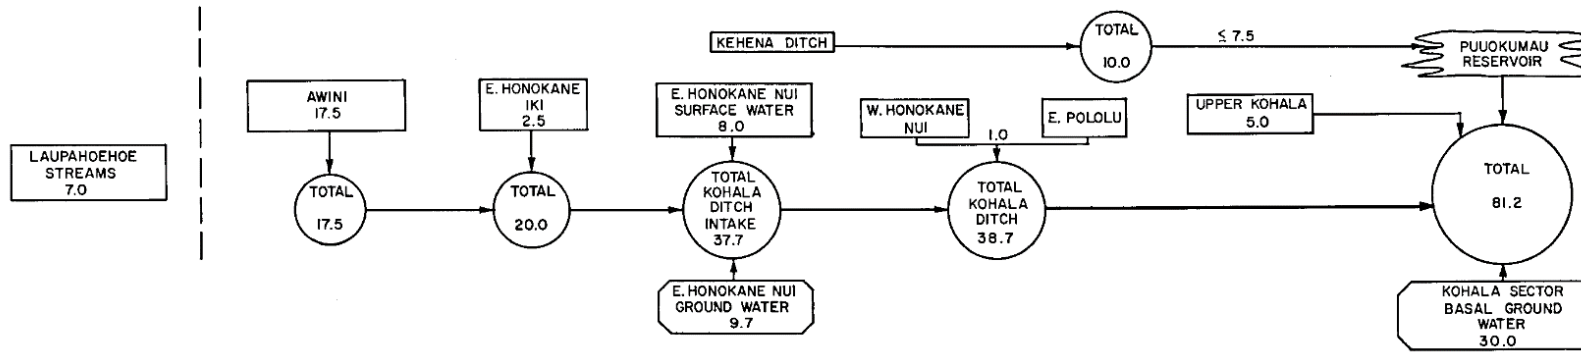 KEHENA DITCH
TOTAL
10.0
≤ 7.5
PUUOKUMAU
RESERVOIR
LAUPAHOEHOE
STREAMS
7.0
AWINI
17.5
E. HONOKANE
IKI
2.5
E. HONOKANE NUI
SURFACE WATER
8.0
W. HONOKANE
NUI
1.0
E. POLOLU
UPPER KOHALA
5.0
TOTAL
17.5
TOTAL
20.0
TOTAL
KOHALA
DITCH
INTAKE
37.7
TOTAL
KOHALA
DITCH
38.7
TOTAL
81.2
E. HONOKANE NUI
GROUND WATER
9.7
KOHALA SECTOR
BASAL GROUND
WATER
30.0